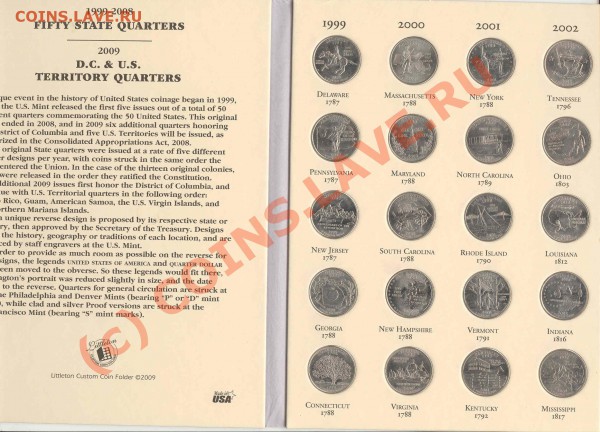 COINS.LAVE.RU
1999-2008
FIFTY STATE QUARTERS
2009
D.C. & U.S.
TERRITORY QUARTERS
que event in the history of United States coinage began in 1999,
the U.S. Mint released the first five issues out of a total of 50
quarters commemorating the 50 United States. This original
ended in 2008, and in 2009 six additional quarters honoring
istrict of Columbia and five U.S. Territories will be issued, as
rized in the Consolidated Appropriations Act, 2008.
original State quarters were issued at a rate of five different
r designs per year, with coins struck in the same order the
entered the Union. In the case of the thirteen original colonies,
were released in the order they ratified the Constitution.
dditional 2009 issues first honor the District of Columbia, and
ue with U.S. Territorial quarters in the following order:
o Rico, Guam, American Samoa, the U.S. Virgin Islands, and
orthern Mariana Islands.
unique reverse design is proposed by its respective state or
ry, then approved by the Secretary of the Treasury. Designs
the history, geography or traditions of each location, and are
ced by staff engravers at the U.S. Mint.
order to provide as much room as possible on the reverse for
signs, the legends UNITED STATES OF AMERICA and QUARTER DOLLAR
een moved to the obverse. So these legends would fit there,
ngton's portrait was reduced slightly in size, and the date
to the reverse. Quarters for general circulation are struck at
he Philadelphia and Denver Mints (bearing "P" or "D" mint
), while clad and silver Proof versions are struck at the
ancisco Mint (bearing "S" mint marks).
Littleton
Littleton Custom Coin Folder ©2009
Made in
USA
1999 2000 2001 2002
DELAWARE MASSACHUSETTS NEW YORK TENNESSEE
1787 1788 1788 1796
PENNSYLVANIA MARYLAND NORTH CAROLINA OHIO
1787 1788 1789 1803
NEW JERSEY SOUTH CAROLINA RHODE ISLAND LOUISIANA
1787 1788 1790 1812
GEORGIA NEW HAMPSHIRE VERMONT INDIANA
1788 1788 1791 1816
CONNECTICUT VIRGINIA KENTUCKY MISSISSIPPI
1788 1788 1792 1817
(c) COINS.LAVE.RU